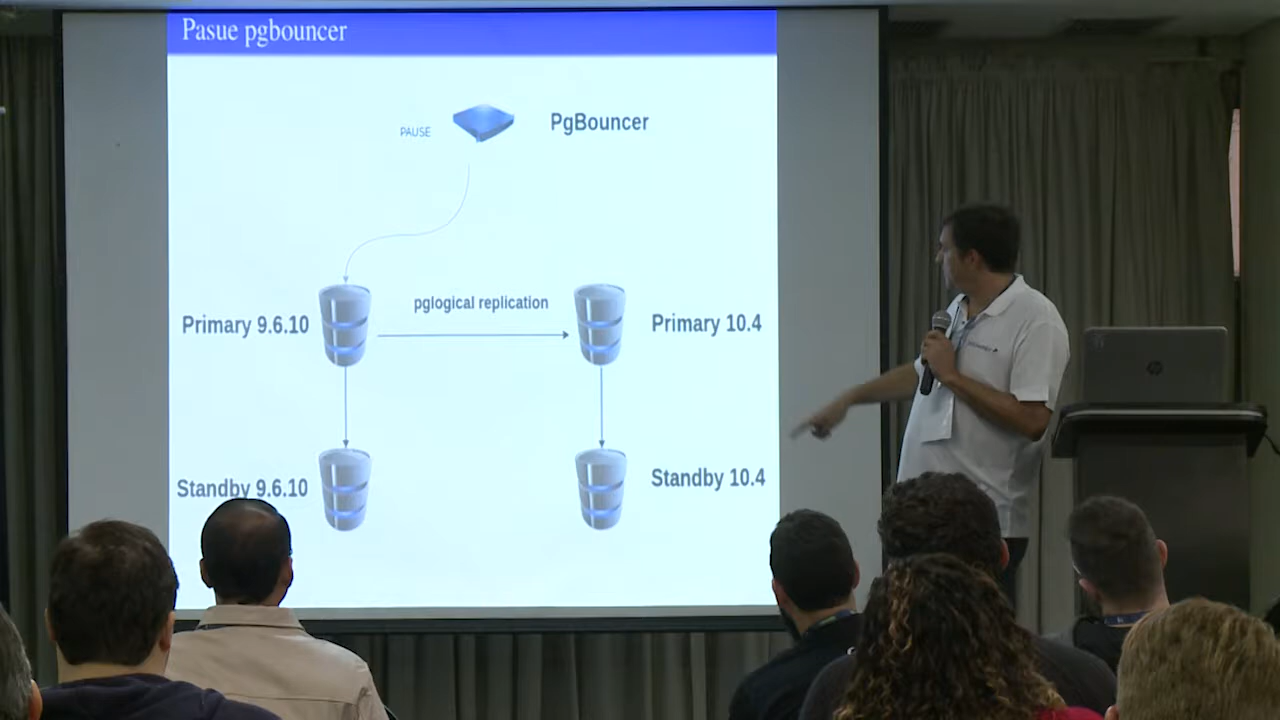 Pasue pgbouncer
PAUSE
PgBouncer
pglogical replication
Primary 9.6.10
Primary 10.4
Standby 9.6.10
Standby 10.4
hp